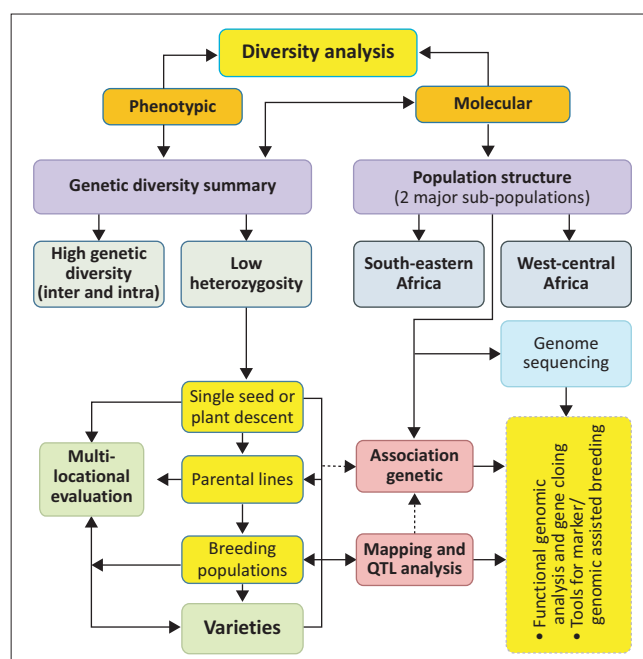 Diversity analysis
Phenotypic
Molecular
Genetic diversity summary
Population structure
(2 major sub-populations)
High genetic
diversity
(inter and intra)
Low
heterozygosity
South-eastern
Africa
West-central
Africa
Genome
sequencing
Single seed or
plant descent
Multi-
locational
evaluation
Parental lines
Association
genetic
Breeding
populations
Mapping and
QTL analysis
Varieties
• Functional genomic
analysis and gene cloing
• Tools for marker/
genomic assisted breeding